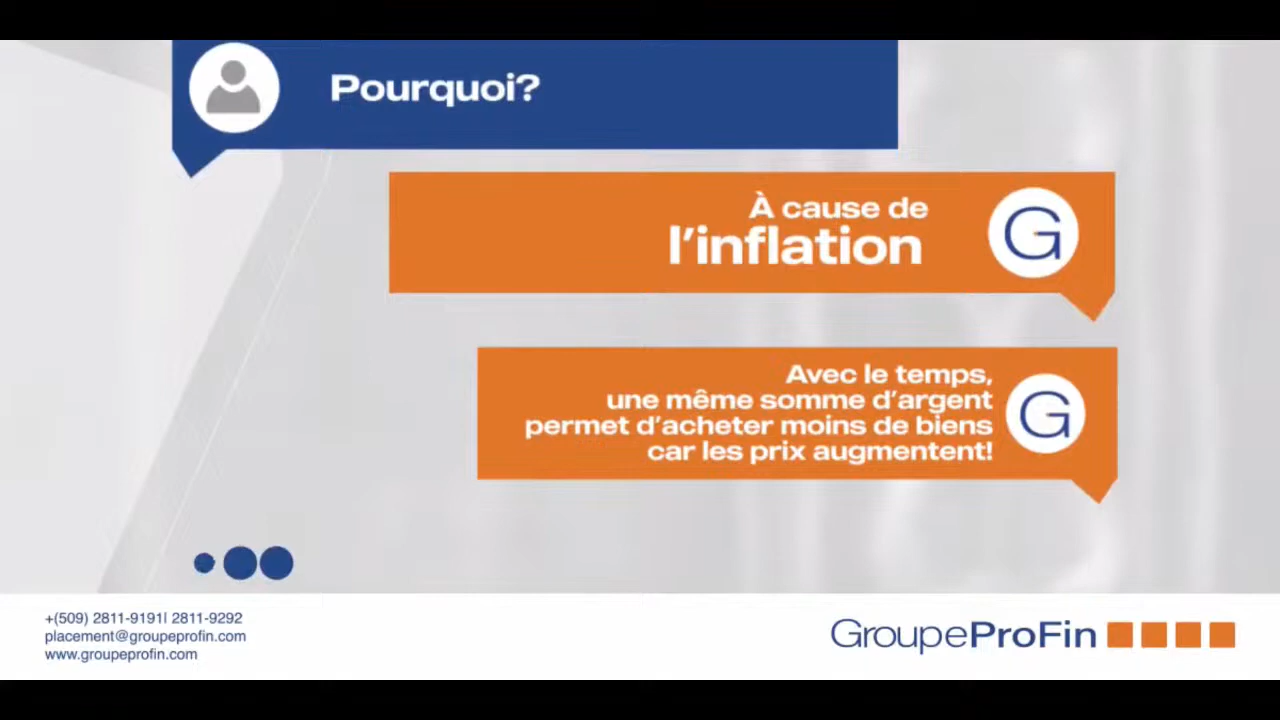 Pourquoi?
À cause de
l’inflation
G
Avec le temps,
une même somme d’argent
permet d’acheter moins de biens
car les prix augmentent!
G
+(509) 2811-9191| 2811-9292
placement@groupeprofin.com
www.groupeprofin.com
GroupeProFin